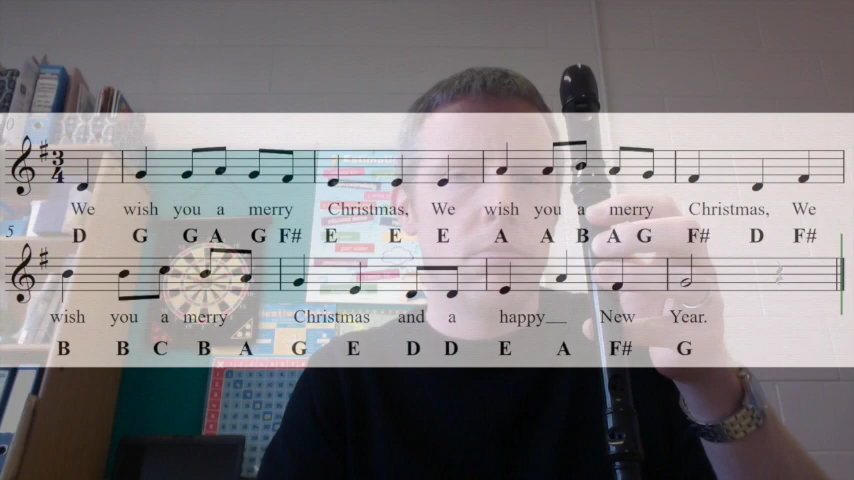 3
4
We wish you a merry Christmas, We wish you a merry Christmas, We
D G G A G F# E E E A A B A G F# D F#
5
wish you a merry Christmas and a happy__ New Year.
B B C B A G E D D E A F# G
Estimati